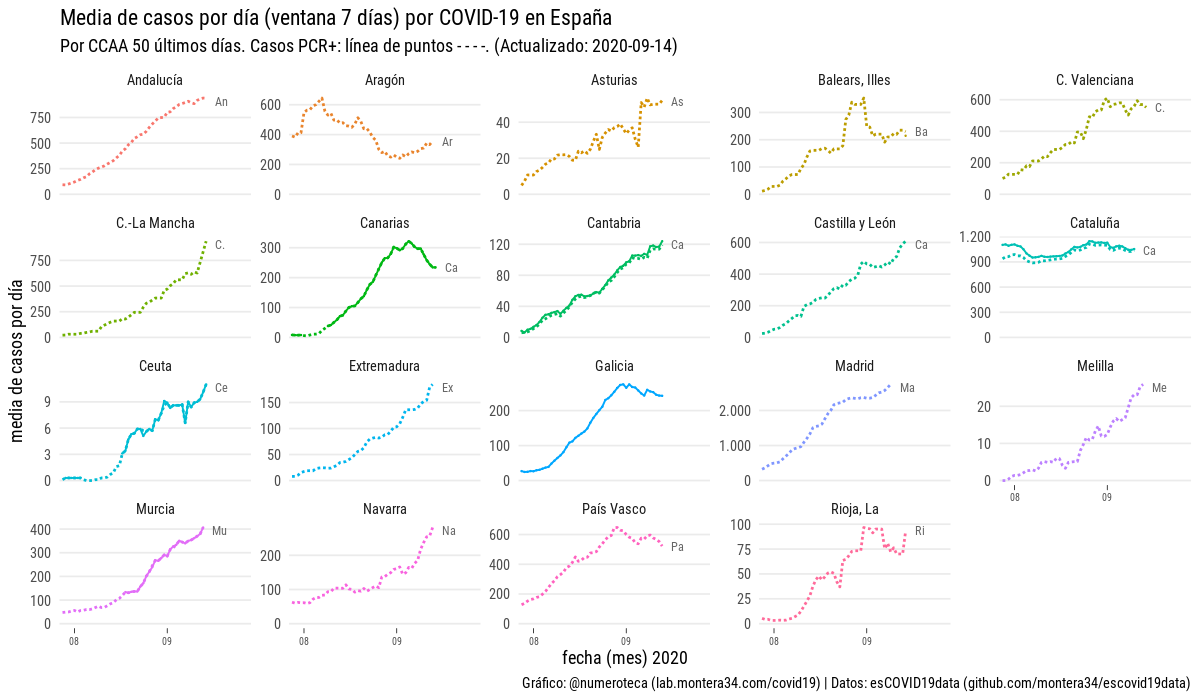 Media de casos por día (ventana 7 días) por COVID-19 en España
Por CCAA 50 últimos días. Casos PCR+: línea de puntos - - - -. (Actualizado: 2020-09-14)
media de casos por día
Andalucía
750
500
250
0
An
Aragón
600
400
200
0
Ar
Asturias
40
20
0
As
Balears, Illes
300
200
100
0
Ba
C. Valenciana
600
400
200
0
C.
C.-La Mancha
750
500
250
0
C.
Canarias
300
200
100
0
Ca
Cantabria
120
80
40
0
Ca
Castilla y León
600
400
200
0
Ca
Cataluña
1.200
900
600
300
0
Ca
Ceuta
9
6
3
0
Ce
Extremadura
150
100
50
0
Ex
Galicia
200
100
0
Madrid
2.000
1.000
0
Ma
Melilla
20
10
0
Me
08 09
Murcia
400
300
200
100
0
Mu
08 09
Navarra
200
100
0
Na
08 09
País Vasco
600
400
200
0
Pa
08 09
Rioja, La
100
75
50
25
0
Ri
08 09
fecha (mes) 2020
Gráfico: @numeroteca (lab.montera34.com/covid19) | Datos: esCOVID19data (github.com/montera34/escovid19data)